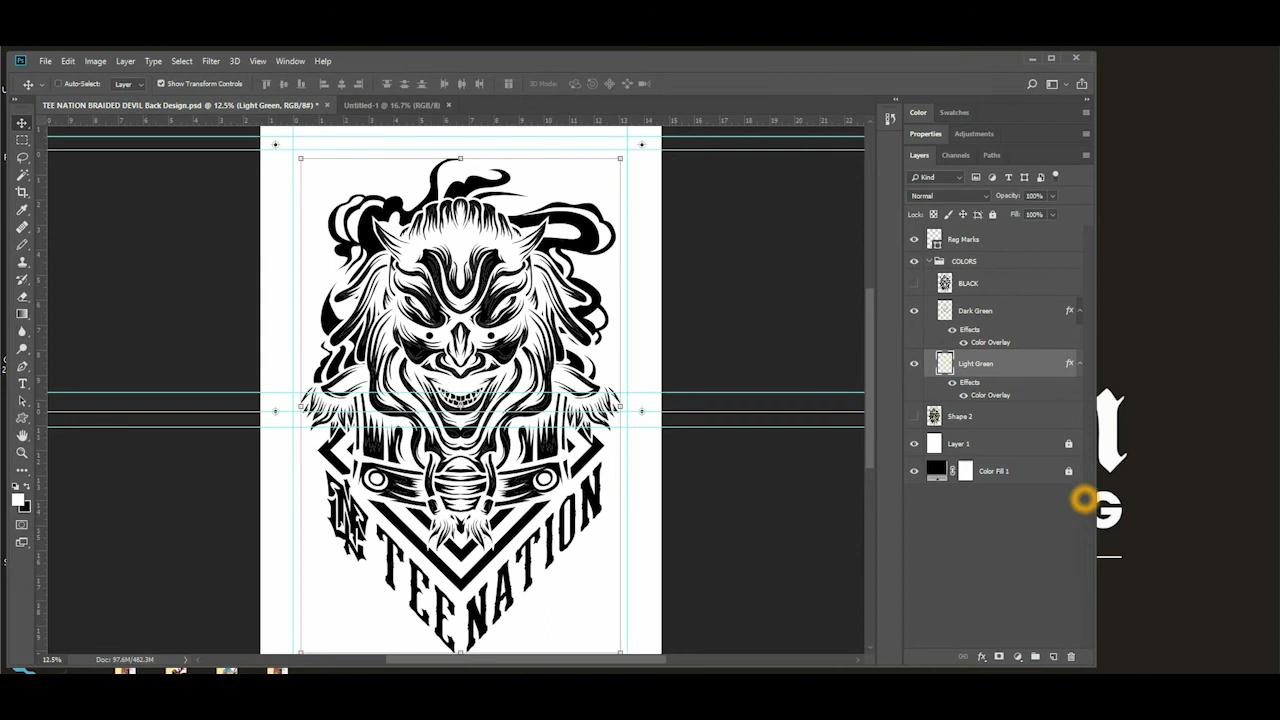 Ps File Edit Image Layer Type Select Filter 3D View Window Help
Auto-Select: Layer Show Transform Controls 3D Mode:
TEE NATION BRAIDED DEVIL Back Design.psd @ 12.5% (Light Green, RGB/8#) * × Untitled-1 @ 16.7% (RGB/8) ×
Color Swatches
Properties Adjustments
Layers Channels Paths
Kind
Normal Opacity: 100%
Lock: Fill: 100%
Reg Marks
COLORS
BLACK
Dark Green fx
Effects
Color Overlay
Light Green fx
Effects
Color Overlay
Shape 2
Layer 1
Color Fill 1
G
TEE NATION
12.5% Doc: 97.6M/482.3M